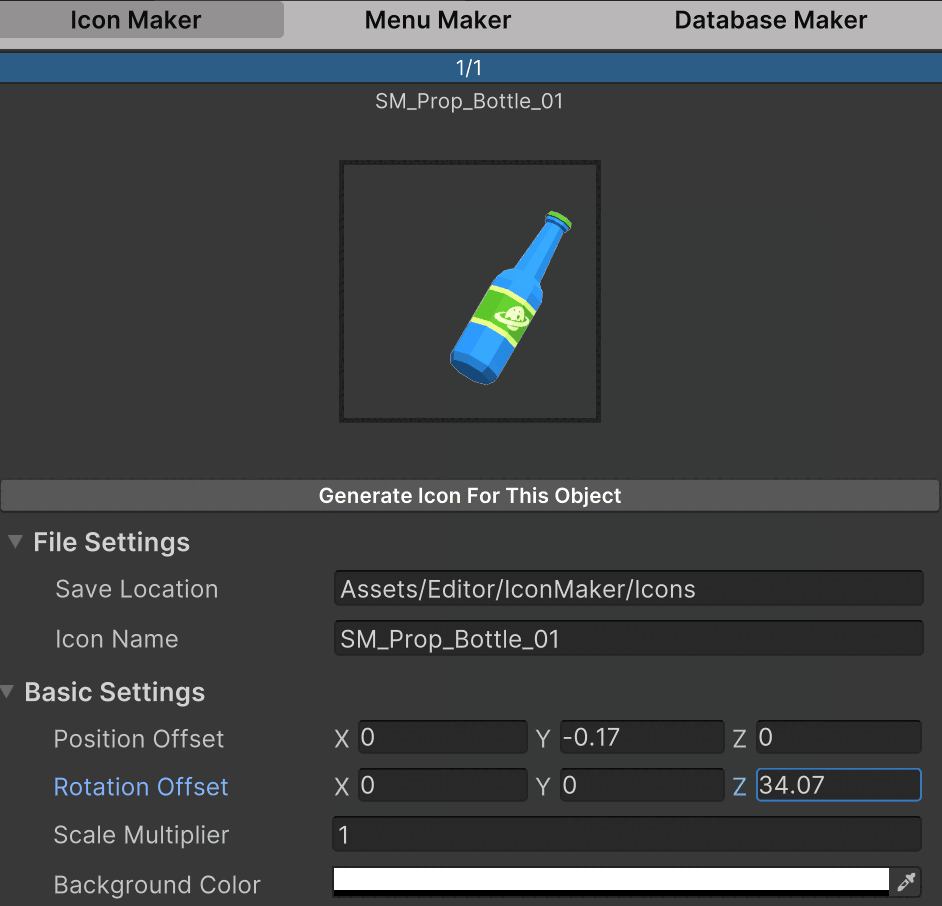 Icon Maker Menu Maker Database Maker
1/1
SM_Prop_Bottle_01
Generate Icon For This Object
File Settings
Save Location Assets/Editor/IconMaker/Icons
Icon Name SM_Prop_Bottle_01
Basic Settings
Position Offset X 0 Y -0.17 Z 0
Rotation Offset X 0 Y 0 Z 34.07
Scale Multiplier 1
Background Color